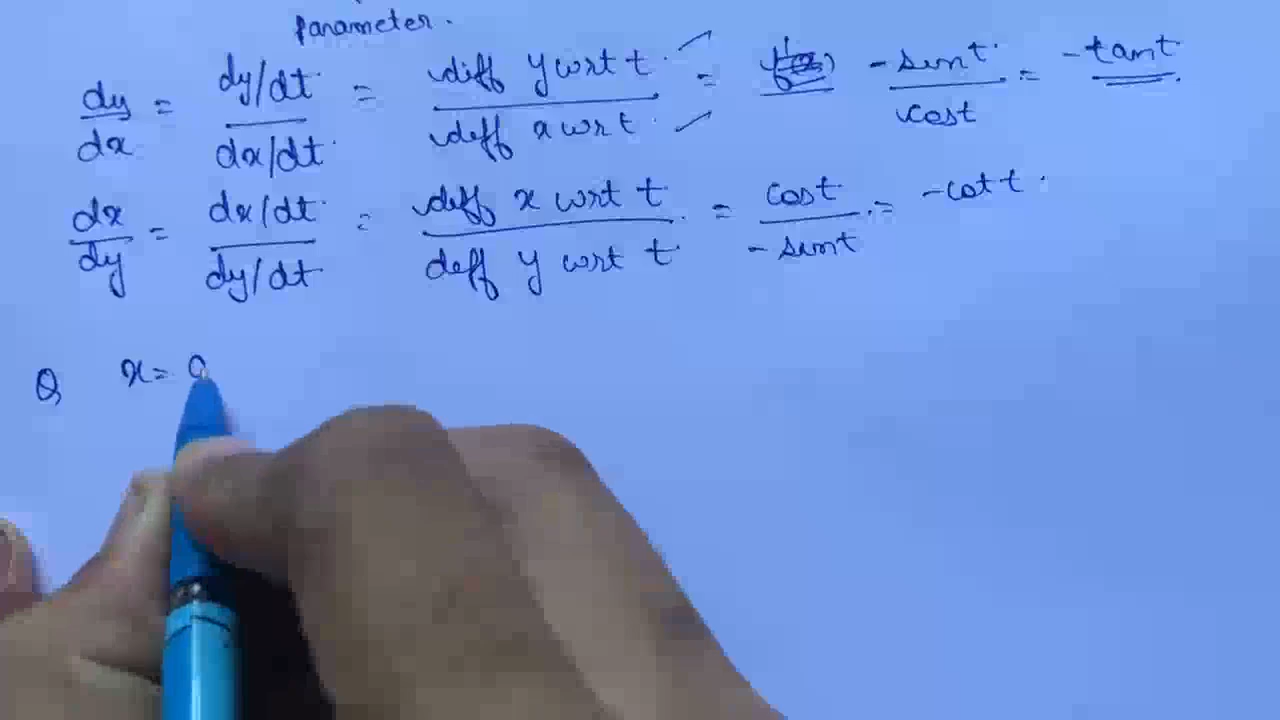 parameter.
dy/dx = (dy/dt)/(dx/dt) = (diff y wrt t)/(diff x wrt t) = -sint/cost = -tant.
dx/dy = (dx/dt)/(dy/dt) = (diff x wrt t)/(deff y wrt t) = cost/-sint = -cot t.
Q x =